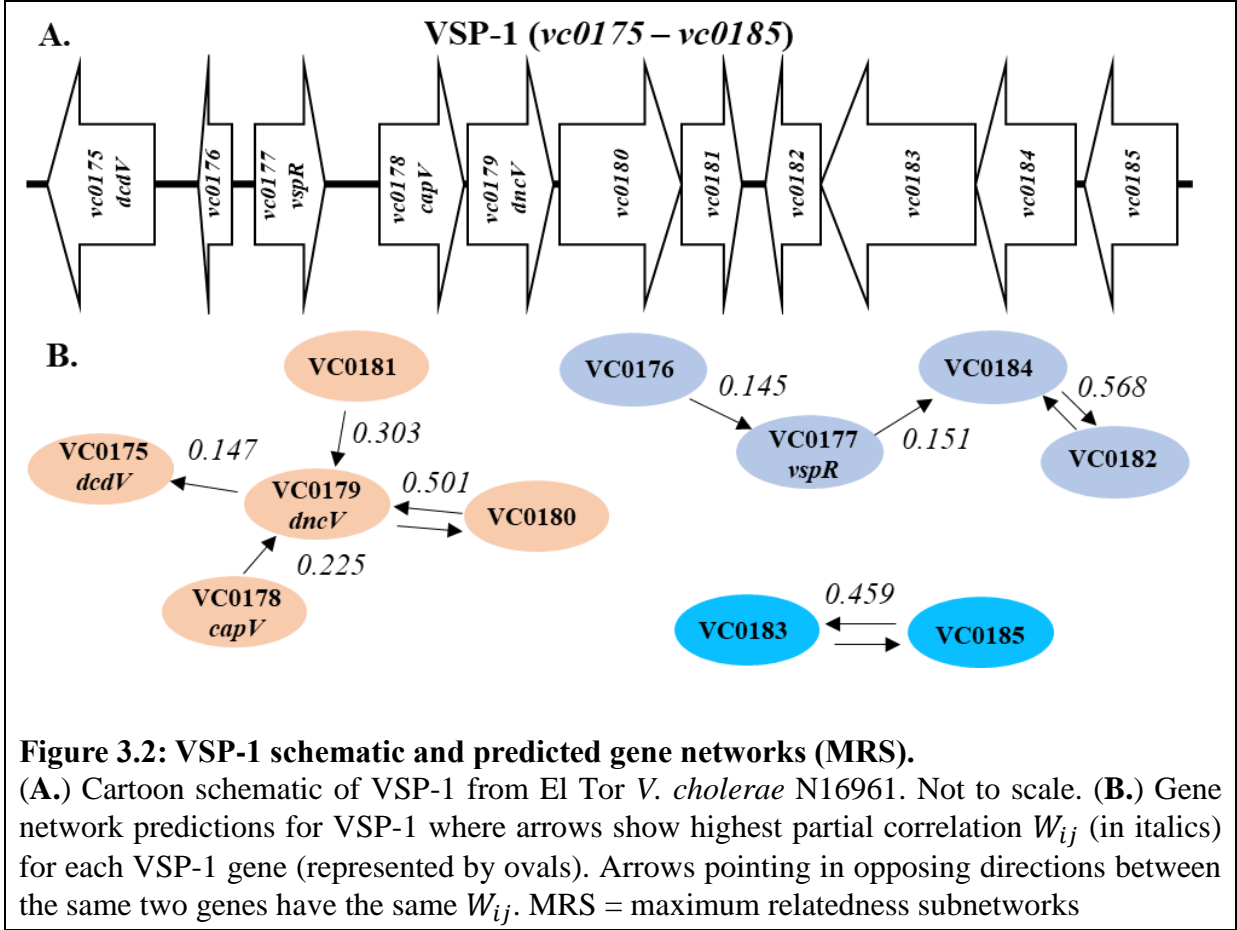 A.
VSP-1 (vc0175 – vc0185)
vc0175
dcdV
vc0176
vc0177
vspR
vc0178
capV
vc0179
dncV
vc0180
vc0181
vc0182
vc0183
vc0184
vc0185
B.
VC0181
0.303
VC0175
dcdV
0.147
VC0179
dncV
0.501
VC0180
0.225
VC0178
capV
VC0176
0.145
VC0177
vspR
0.151
VC0184
0.568
VC0182
0.459
VC0183
VC0185
Figure 3.2: VSP-1 schematic and predicted gene networks (MRS).
(A.) Cartoon schematic of VSP-1 from El Tor V. cholerae N16961. Not to scale. (B.) Gene
network predictions for VSP-1 where arrows show highest partial correlation Wij (in italics)
for each VSP-1 gene (represented by ovals). Arrows pointing in opposing directions between
the same two genes have the same Wij. MRS = maximum relatedness subnetworks